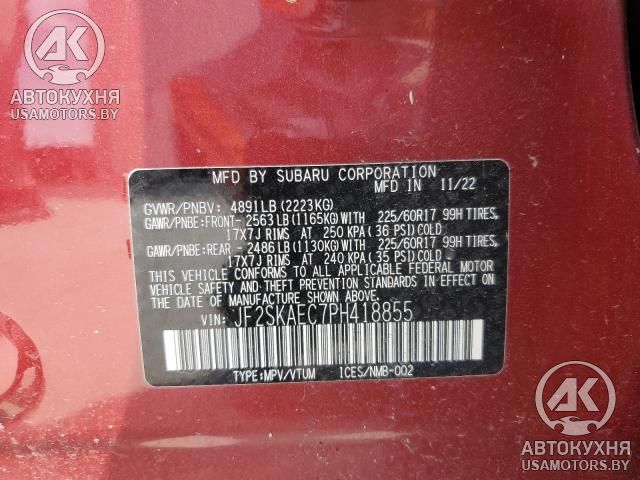 AK
АВТОКУХНЯ
USAMOTORS.BY
MFD BY SUBARU CORPORATION
MFD IN 11/22
GVWR/PNBV: 4891LB (2223KG)
GAWR/PNBE:FRONT- 2563LB(1165KG)WITH 225/60R17 99H TIRES,
17X7J RIMS AT 250 KPA (36 PSI)COLD
GAWR/PNBE:REAR - 2486LB(1130KG)WITH 225/60R17 99H TIRES,
17X7J RIMS AT 240 KPA (35 PSI)COLD
THIS VEHICLE CONFORMS TO ALL APPLICABLE FEDERAL MOTOR
VEHICLE SAFETY AND THEFT PREVENTION STANDARDS IN EFFECT ON
THE DATE OF MANUFACTURE SHOWN ABOVE.
VIN: JF2SKAEC7PH418855
TYPE:MPV/VTUM 1CES/NMB-002
AK
АВТОКУХНЯ
USAMOTORS.BY